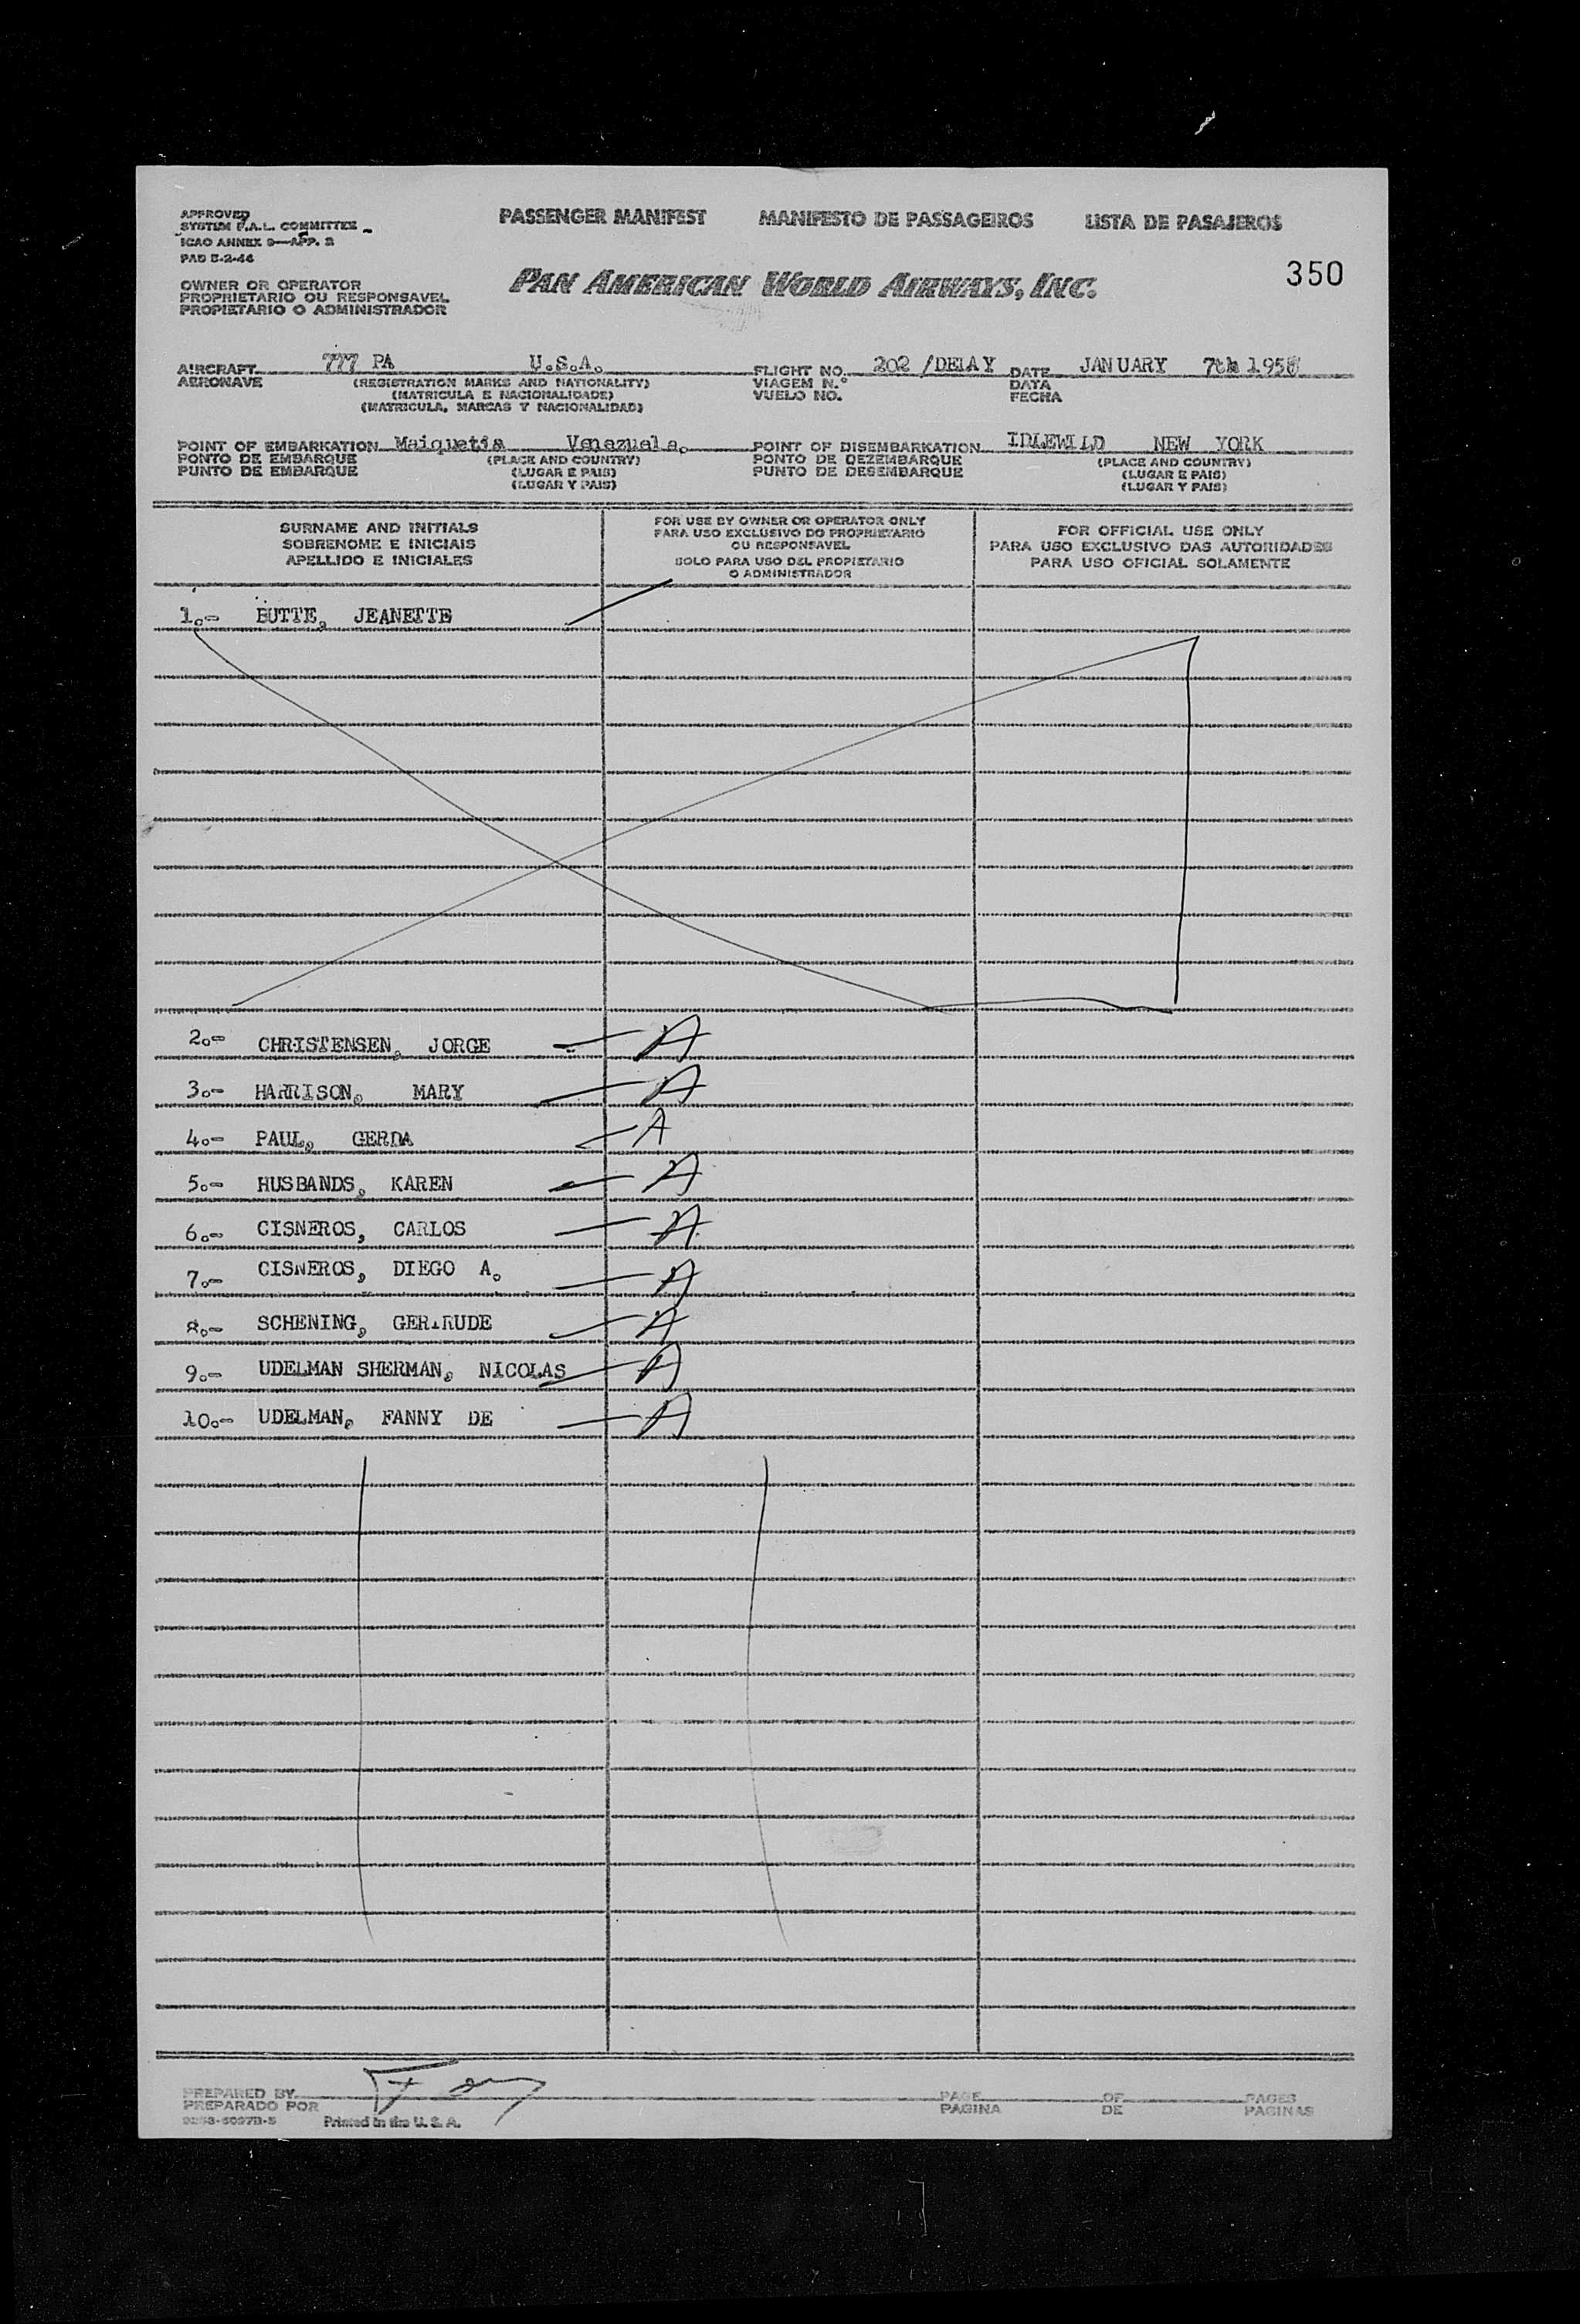 APPROVED
SYSTEM F.A.L. COMMITTEE
ICAO ANNEX 9—APP. 2
PAD 5-2-44
PASSENGER MANIFEST MANIFESTO DE PASSAGEIROS LISTA DE PASAJEROS
350
OWNER OR OPERATOR
PROPRIETARIO OU RESPONSAVEL
PROPIETARIO O ADMINISTRADOR
PAN AMERICAN WORLD AIRWAYS, INC.
AIRCRAFT 777 PA U.S.A. FLIGHT NO. 202 /DELAY DATE JANUARY 7th
AERONAVE (REGISTRATION MARKS AND NATIONALITY) VIAGEM N.° DATA
(MATRICULA E NACIONALIDADE) VUELO NO. FECHA
(MATRICULA, MARCAS Y NACIONALIDAD)
POINT OF EMBARKATION Maiquetia Venezuela. POINT OF DISEMBARKATION IDLEWILD NEW YORK
PONTO DE EMBARQUE (PLACE AND COUNTRY) PONTO DE DEZEMBARQUE (PLACE AND COUNTRY)
PUNTO DE EMBARQUE (LUGAR E PAIS) PUNTO DE DESEMBARQUE (LUGAR E PAIS)
(LUGAR Y PAIS) (LUGAR Y PAIS)
SURNAME AND INITIALS
SOBRENOME E INICIAIS
APELLIDO E INICIALES
FOR USE BY OWNER OR OPERATOR ONLY
PARA USO EXCLUSIVO DO PROPRIETARIO
OU RESPONSAVEL
SOLO PARA USO DEL PROPIETARIO
O ADMINISTRADOR
FOR OFFICIAL USE ONLY
PARA USO EXCLUSIVO DAS AUTORIDADES
PARA USO OFICIAL SOLAMENTE
1.- BUTTE, JEANETTE
2.- CHRISTENSEN, JORGE A
3.- HARRISON, MARY A
4.- PAUL, GERDA A
5.- HUSBANDS, KAREN A
6.- CISNEROS, CARLOS A
7.- CISNEROS, DIEGO A. A
8.- SCHENING, GERTRUDE A
9.- UDELMAN SHERMAN, NICOLAS A
10.- UDELMAN, FANNY DE A
PREPARED BY PAGE OF PAGES
PREPARADO POR PAGINA DE PAGINAS
Printed in the U. S. A.